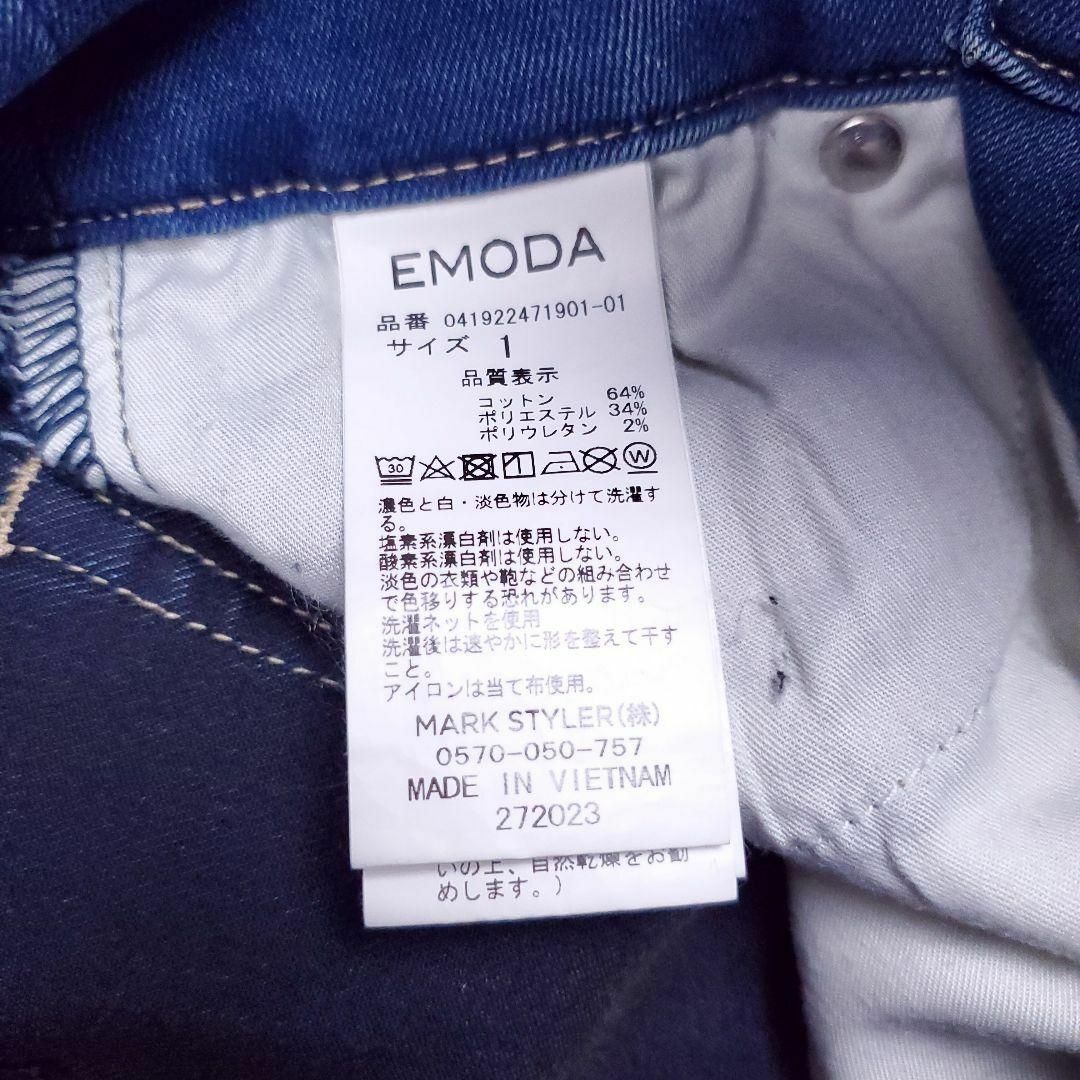 EMODA
品番 041922471901-01
サイズ 1
品質表示
コットン 64%
ポリエステル 34%
ポリウレタン 2%
30 W
濃色と白・淡色物は分けて洗濯す
る。
塩素系漂白剤は使用しない。
酸素系漂白剤は使用しない。
淡色の衣類や鞄などの組み合わせ
で色移りする恐れがあります。
洗濯ネットを使用
洗濯後は速やかに形を整えて干す
こと。
アイロンは当て布使用。
MARK STYLER(株)
0570-050-757
MADE IN VIETNAM
272023
いの上、自然乾燥をお勧
めします。)